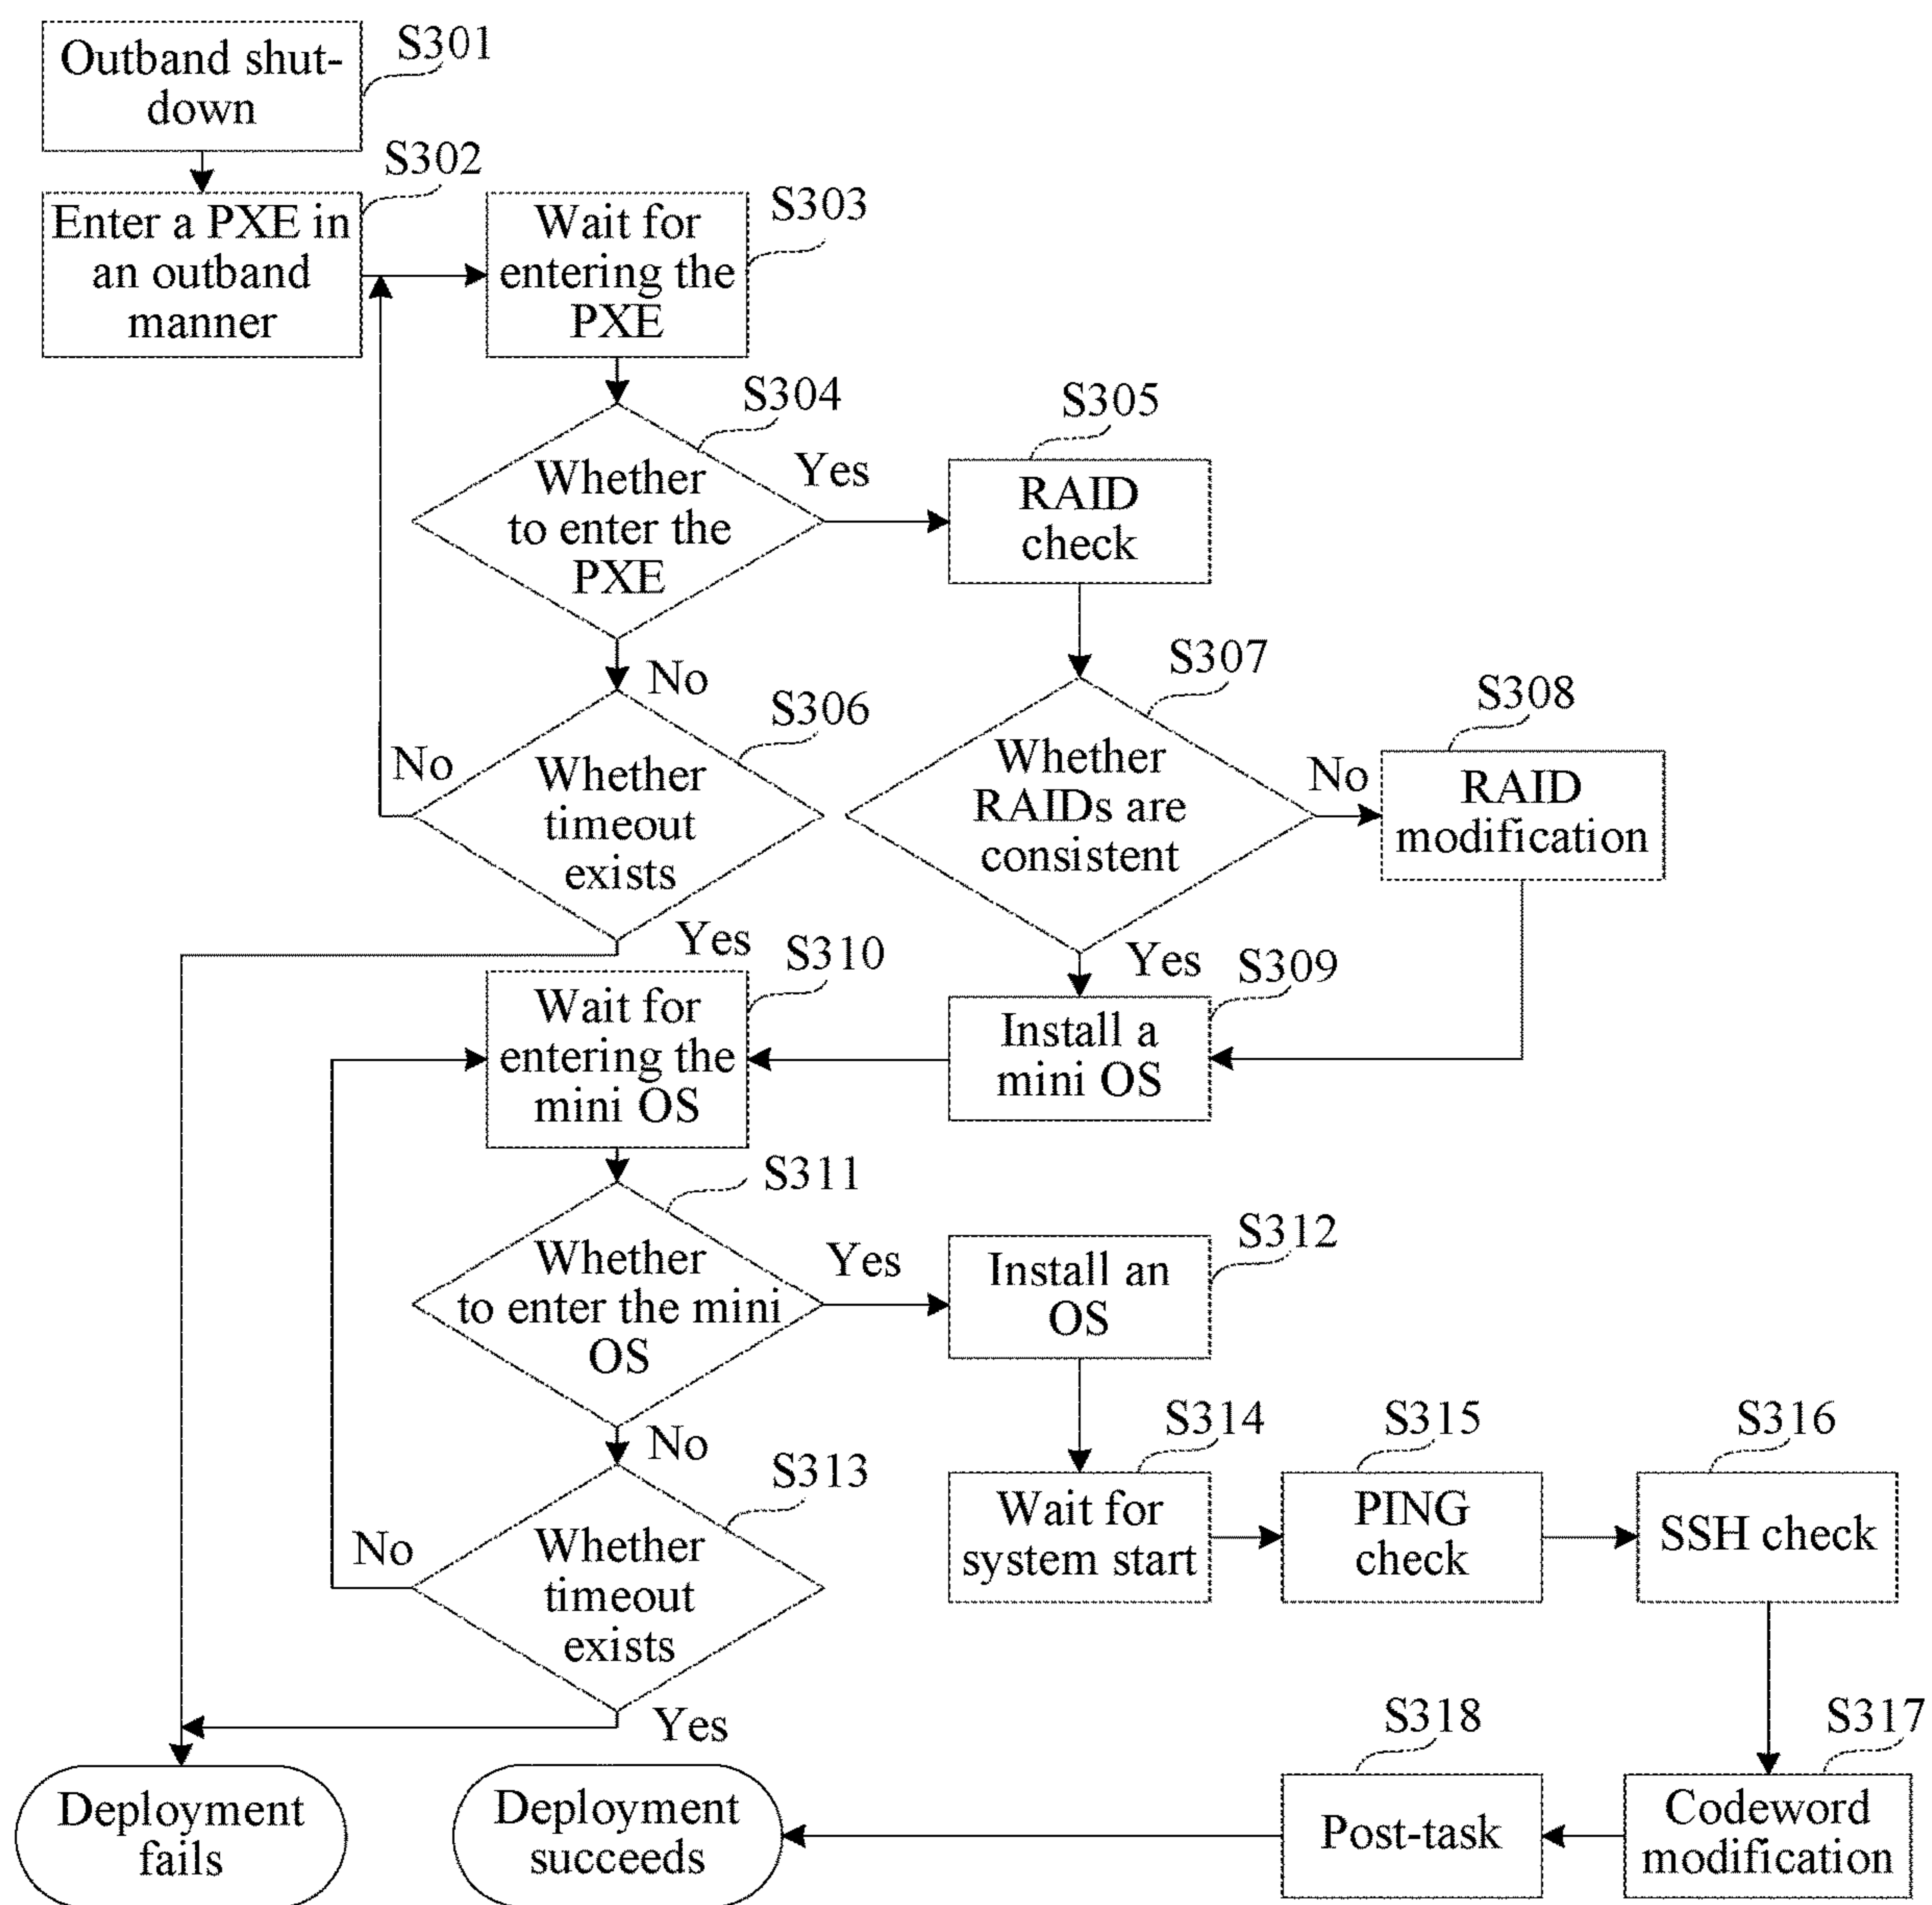 Outband shut-
down
S301
S302
Enter a PXE in
an outband
manner
Wait for
entering the
PXE
S303
S304
Whether
to enter the
PXE
Yes
S305
RAID
check
No
S306
Whether
timeout
exists
No
Yes
S307
Whether
RAIDs are
consistent
No
S308
RAID
modification
Yes
S309
Install a
mini OS
S310
Wait for
entering the
mini OS
S311
Whether
to enter the mini
OS
Yes
S312
Install an
OS
No
S313
Whether
timeout
exists
No
Yes
S314
Wait for
system start
S315
PING
check
S316
SSH check
S317
Codeword
modification
S318
Post-task
Deployment
succeeds
Deployment
fails